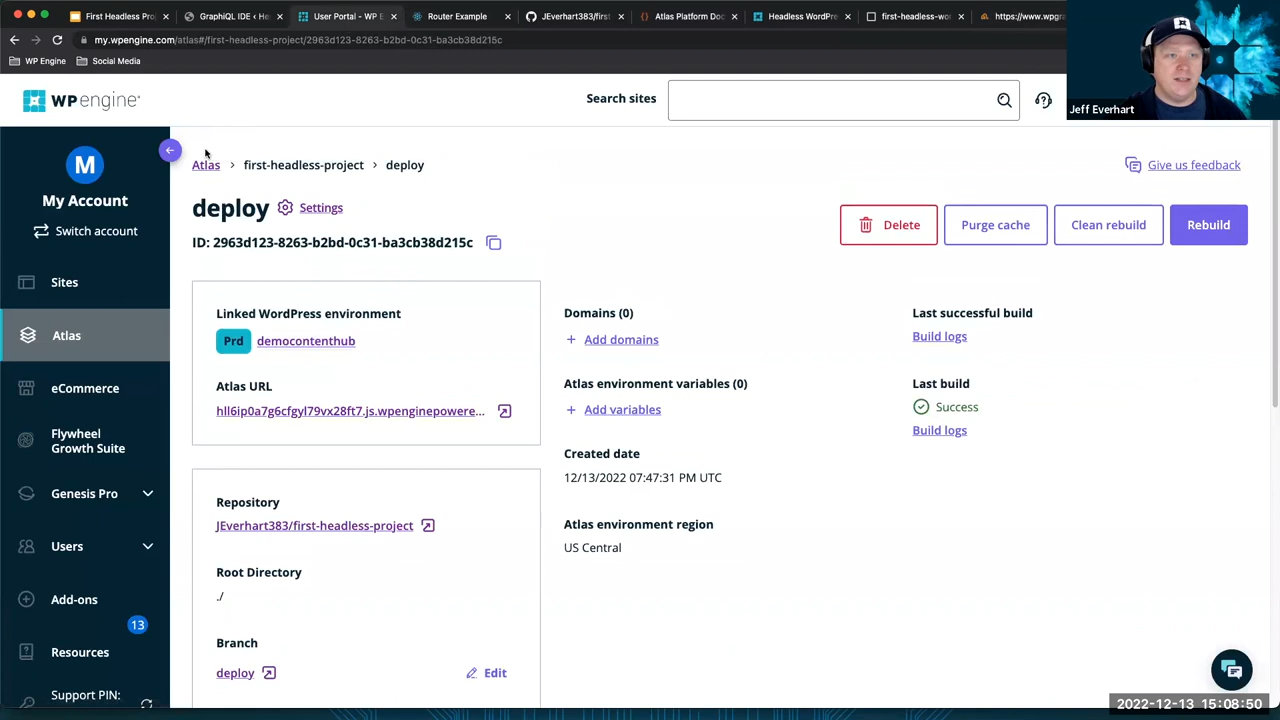 First Headless Proj
GraphiQL IDE ‹ He
User Portal - WP E
Router Example
JEverhart383/first
Atlas Platform Doc
Headless WordPre
first-headless-wor
https://www.wpgra
my.wpengine.com/atlas#/first-headless-project/2963d123-8263-b2bd-0c31-ba3cb38d215c
WP Engine
Social Media
Jeff Everhart
WP engine
Search sites
M
My Account
Switch account
Sites
Atlas
eCommerce
Flywheel
Growth Suite
Genesis Pro
Users
Add-ons
13
Resources
Support PIN:
Atlas > first-headless-project > deploy
Give us feedback
deploy Settings
ID: 2963d123-8263-b2bd-0c31-ba3cb38d215c
Delete
Purge cache
Clean rebuild
Rebuild
Linked WordPress environment
Prd democontenthub
Atlas URL
hll6ip0a7g6cfgyl79vx28ft7.js.wpenginepowere...
Repository
JEverhart383/first-headless-project
Root Directory
./
Branch
deploy
Edit
Domains (0)
+ Add domains
Atlas environment variables (0)
+ Add variables
Created date
12/13/2022 07:47:31 PM UTC
Atlas environment region
US Central
Last successful build
Build logs
Last build
Success
Build logs
2022-12-13 15:08:50